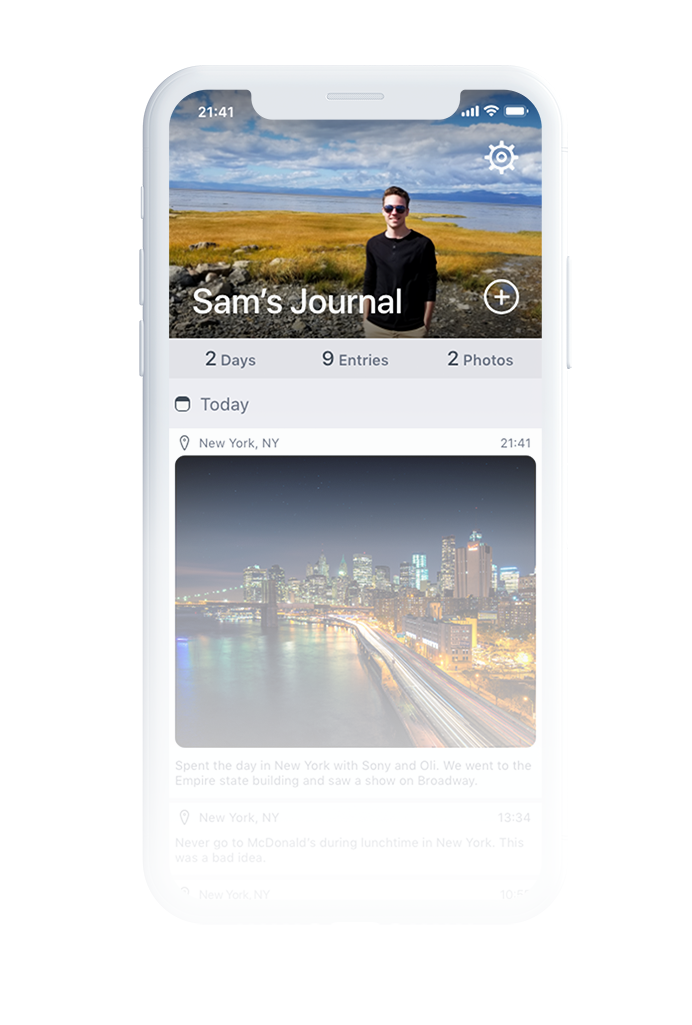 21:41
Sam's Journal
2 Days 9 Entries 2 Photos
Today
New York, NY 21:41
Spent the day in New York with Sony and Oli. We went to the
Empire state building and saw a show on Broadway.
New York, NY 13:34
Never go to McDonald's during lunchtime in New York. This
was a bad idea.
New York, NY